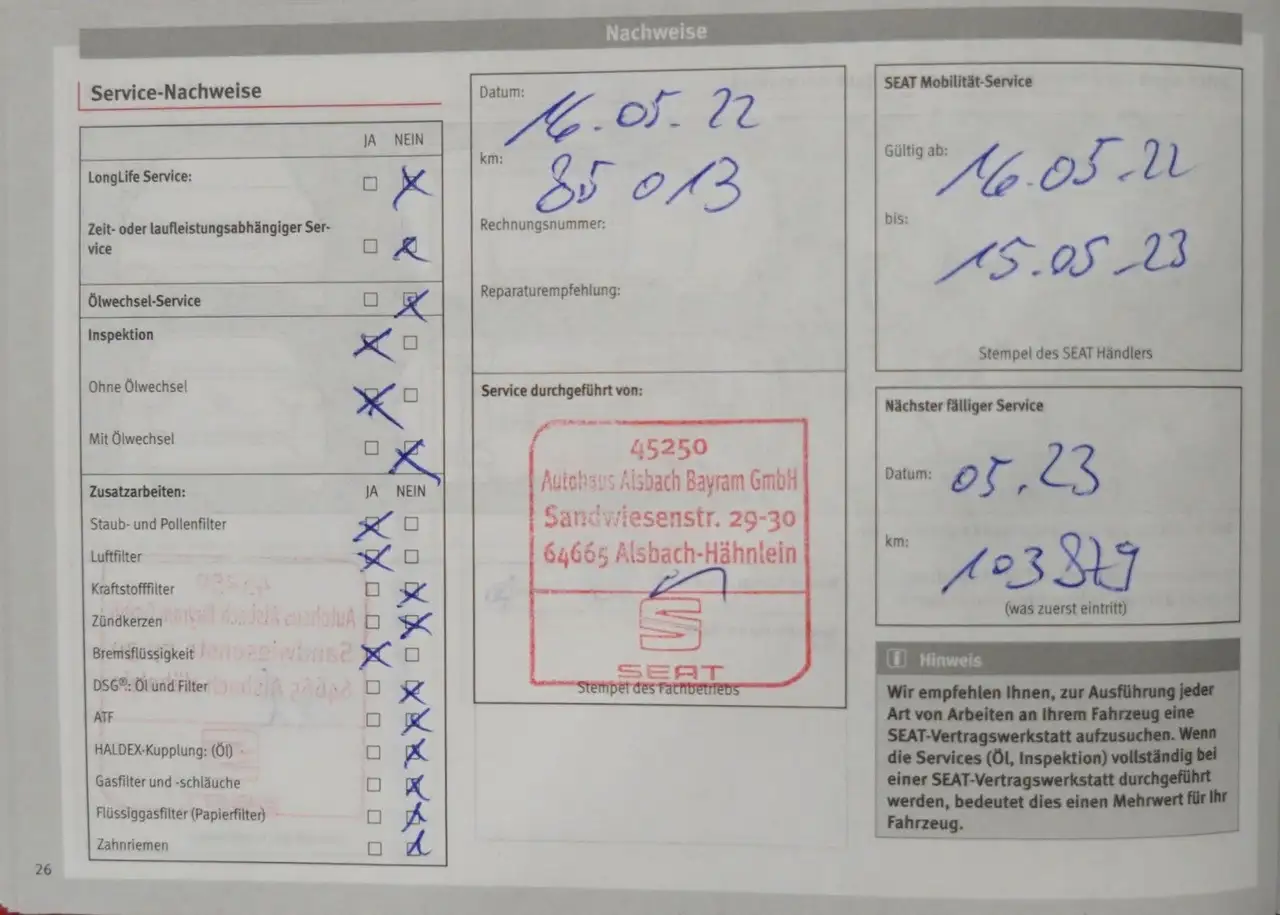 Nachweise
Service-Nachweise
JA NEIN
LongLife Service:
Zeit- oder laufleistungsabhängiger Ser-
vice
Ölwechsel-Service
Inspektion
Ohne Ölwechsel
Mit Ölwechsel
Zusatzarbeiten: JA NEIN
Staub- und Pollenfilter
Luftfilter
Kraftstofffilter
Zündkerzen
Bremsflüssigkeit
DSG®: Öl und Filter
ATF
HALDEX-Kupplung: (Öl)
Gasfilter und -schläuche
Flüssiggasfilter (Papierfilter)
Zahnriemen
26
Datum: 16.05.22
km: 85 013
Rechnungsnummer:
Reparaturempfehlung:
Service durchgeführt von:
45250
Autohaus Alsbach Bayram GmbH
Sandwiesenstr. 29-30
64665 Alsbach-Hähnlein
SEAT
Stempel des Fachbetriebs
SEAT Mobilität-Service
Gültig ab: 16.05.22
bis: 15.05.23
Stempel des SEAT Händlers
Nächster fälliger Service
Datum: 05.23
km: 103 879
(was zuerst eintritt)
Hinweis
Wir empfehlen Ihnen, zur Ausführung jeder
Art von Arbeiten an Ihrem Fahrzeug eine
SEAT-Vertragswerkstatt aufzusuchen. Wenn
die Services (Öl, Inspektion) vollständig bei
einer SEAT-Vertragswerkstatt durchgeführt
werden, bedeutet dies einen Mehrwert für Ihr
Fahrzeug.